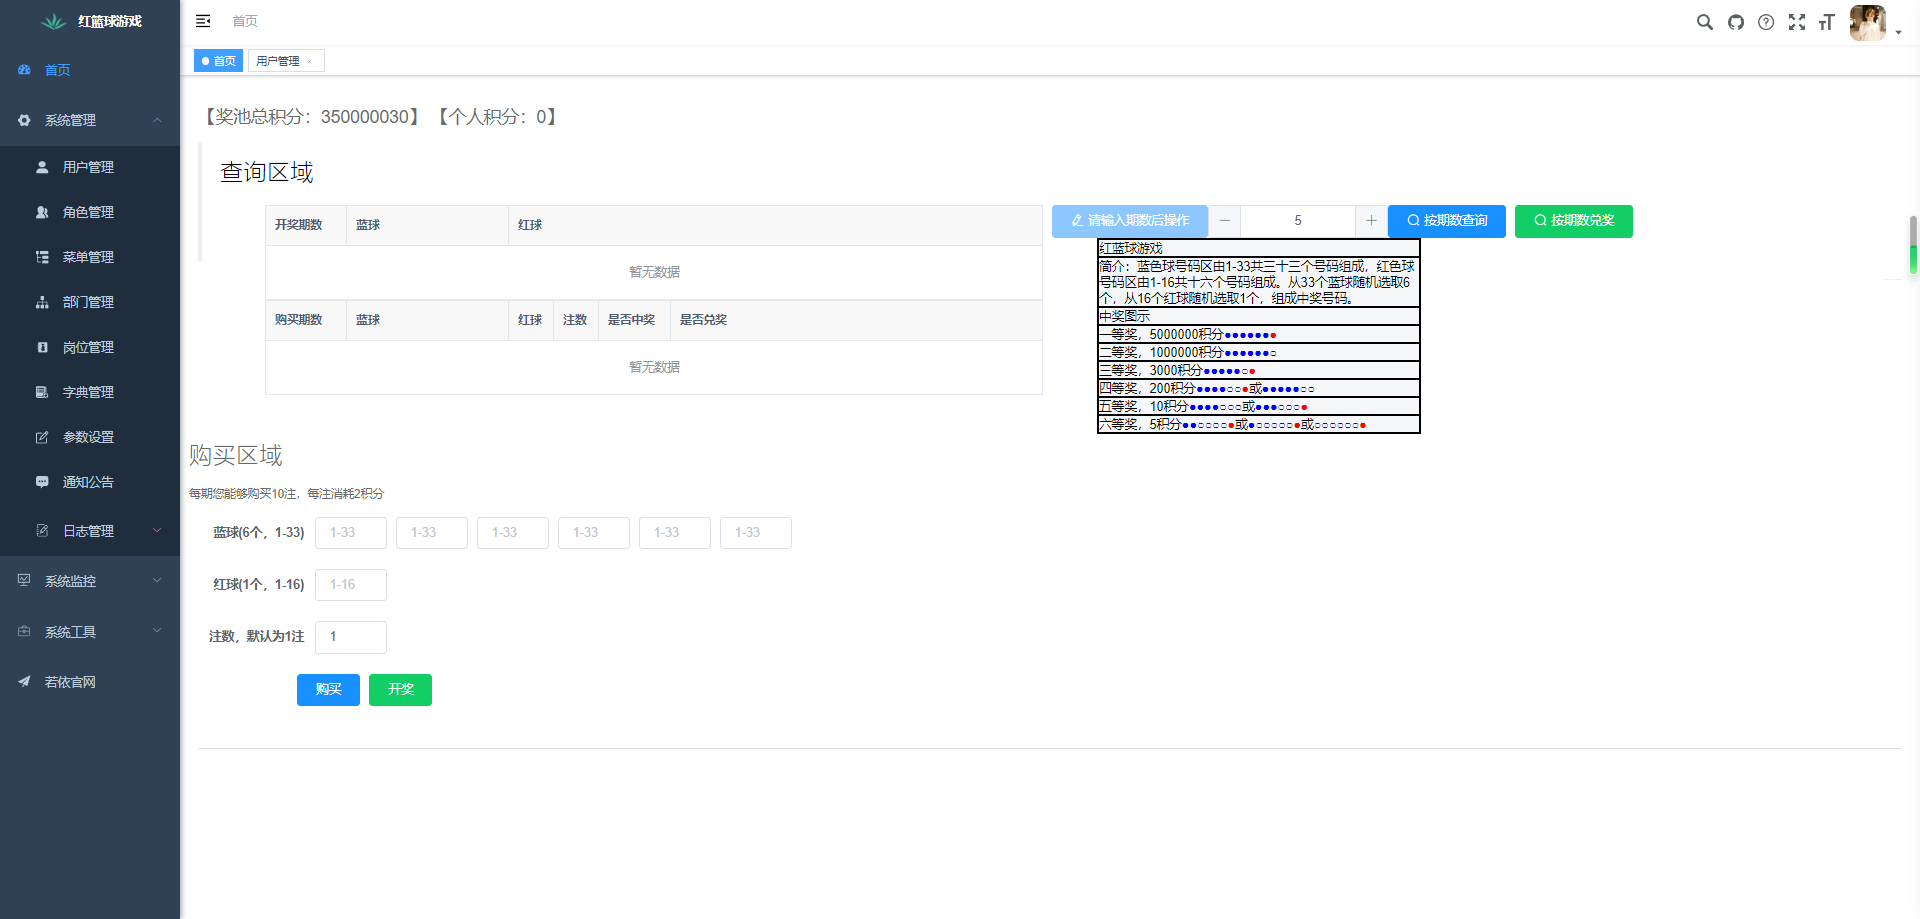 红篮球游戏
首页
首页
用户管理 ×
首页
系统管理
用户管理
角色管理
菜单管理
部门管理
岗位管理
字典管理
参数设置
通知公告
日志管理
系统监控
系统工具
若依官网
【奖池总积分：350000030】 【个人积分：0】
查询区域
开奖期数 蓝球 红球
暂无数据
购买期数 蓝球 红球 注数 是否中奖 是否兑奖
暂无数据
请输入期数后操作 － 5 ＋ 按期数查询 按期数兑奖
红蓝球游戏
简介：蓝色球号码区由1-33共三十三个号码组成，红色球
号码区由1-16共十六个号码组成。从33个蓝球随机选取6
个，从16个红球随机选取1个，组成中奖号码。
中奖图示
一等奖，5000000积分●●●●●●●
二等奖，1000000积分●●●●●●○
三等奖，3000积分●●●●●○●
四等奖，200积分●●●●○○●或●●●●●○○
五等奖，10积分●●●●○○○或●●●○○○●
六等奖，5积分●●○○○○●或●○○○○○●或○○○○○○●
购买区域
每期您能够购买10注，每注消耗2积分
蓝球(6个，1-33) 1-33 1-33 1-33 1-33 1-33 1-33
红球(1个，1-16) 1-16
注数，默认为1注 1
购买 开奖